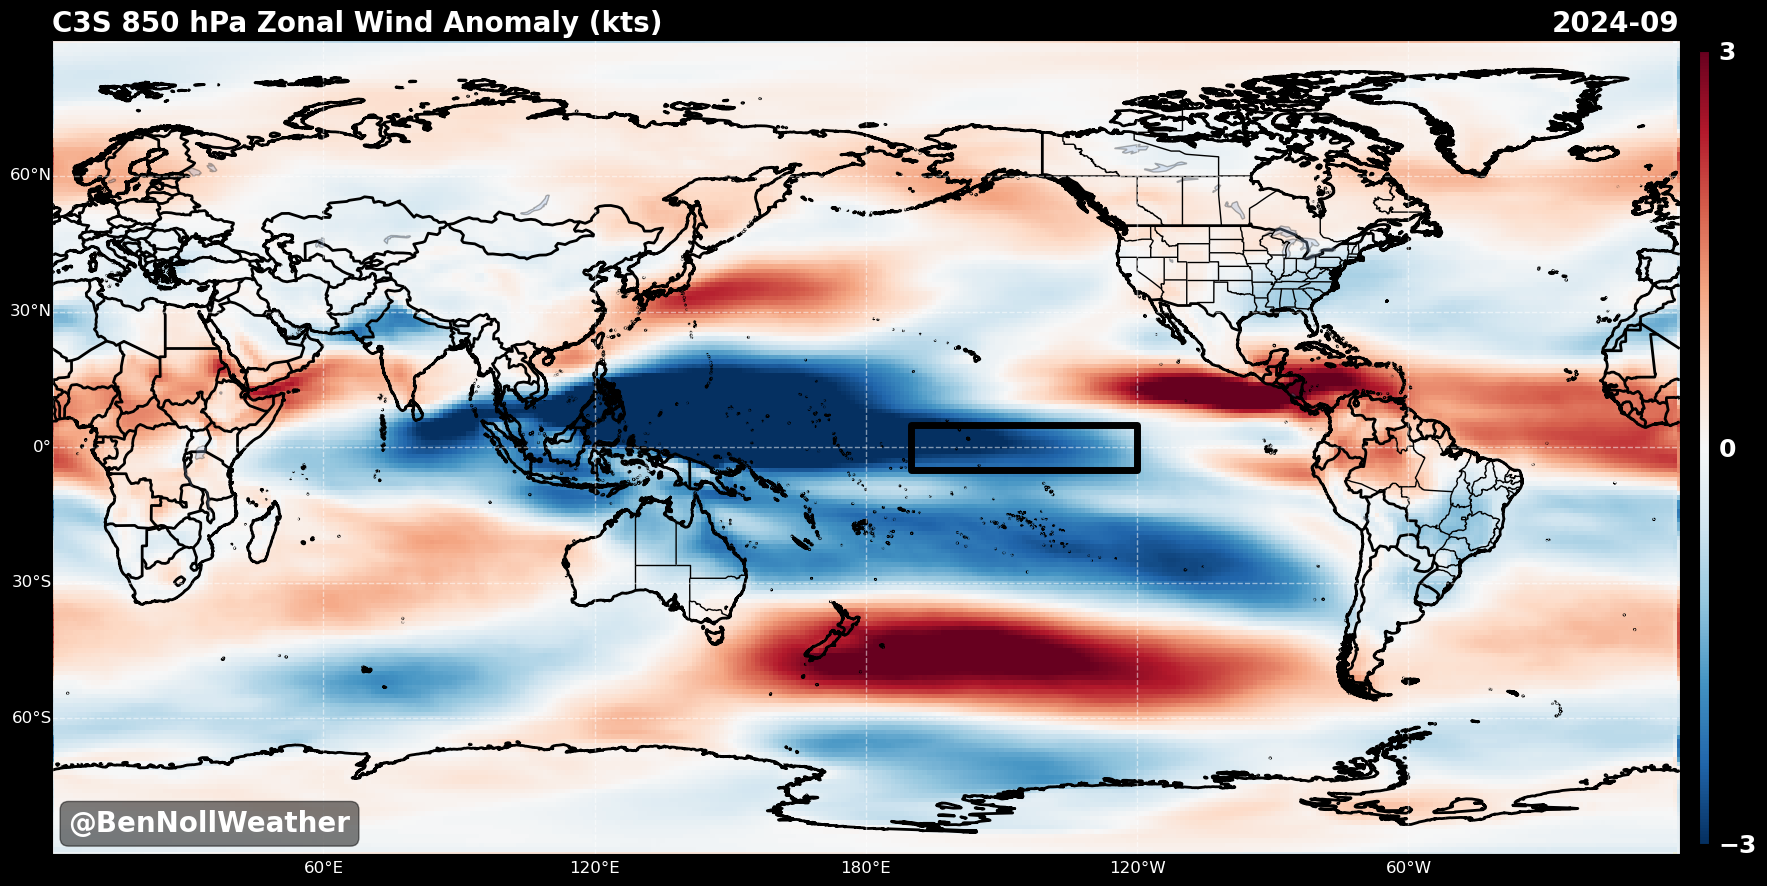 C3S 850 hPa Zonal Wind Anomaly (kts)
2024-09
3
0
−3
60°N
30°N
0°
30°S
60°S
60°E
120°E
180°E
120°W
60°W
@BenNollWeather